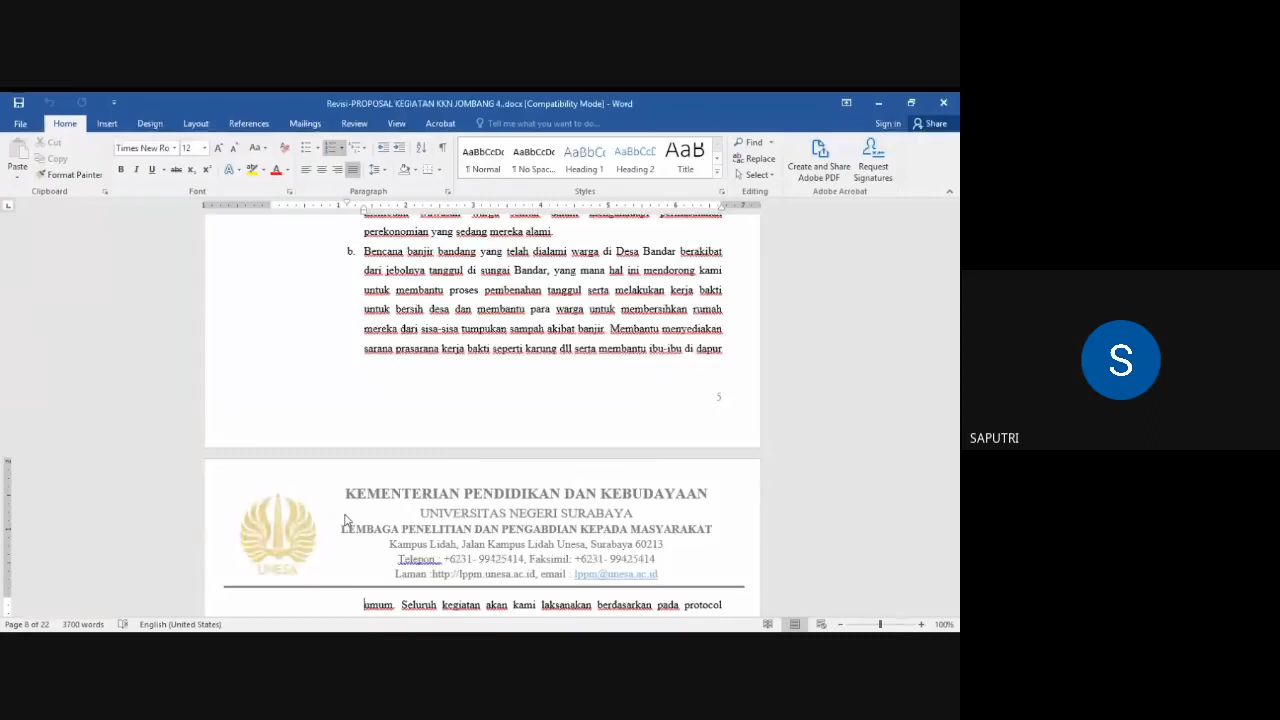 Revisi-PROPOSAL KEGIATAN KKN JOMBANG 4..docx [Compatibility Mode] - Word
File Home Insert Design Layout References Mailings Review View Acrobat Tell me what you want to do... Sign in Share
Paste
Cut
Copy
Format Painter
Clipboard
Times New Ro 12
Font
Paragraph
AaBbCcDc AaBbCcDc AaBbCc AaBbCcD AaB
¶ Normal ¶ No Spac... Heading 1 Heading 2 Title
Styles
Find
Replace
Select
Editing
Create and Share Adobe PDF
Request Signatures
Adobe Acrobat
perekonomian yang sedang mereka alami.
b. Bencana banjir bandang yang telah dialami warga di Desa Bandar berakibat
dari jebolnya tanggul di sungai Bandar, yang mana hal ini mendorong kami
untuk membantu proses pembenahan tanggul serta melakukan kerja bakti
untuk bersih desa dan membantu para warga untuk membersihkan rumah
mereka dari sisa-sisa tumpukan sampah akibat banjir. Membantu menyediakan
sarana prasarana kerja bakti seperti karung dll serta membantu ibu-ibu di dapur
5
KEMENTERIAN PENDIDIKAN DAN KEBUDAYAAN
UNIVERSITAS NEGERI SURABAYA
LEMBAGA PENELITIAN DAN PENGABDIAN KEPADA MASYARAKAT
Kampus Lidah, Jalan Kampus Lidah Unesa, Surabaya 60213
Telepon : +6231- 99425414, Faksimil: +6231- 99425414
Laman :http://lppm.unesa.ac.id, email : lppm@unesa.ac.id
UNESA
umum. Seluruh kegiatan akan kami laksanakan berdasarkan pada protocol
Page 8 of 22 3700 words English (United States) 100%
S
SAPUTRI